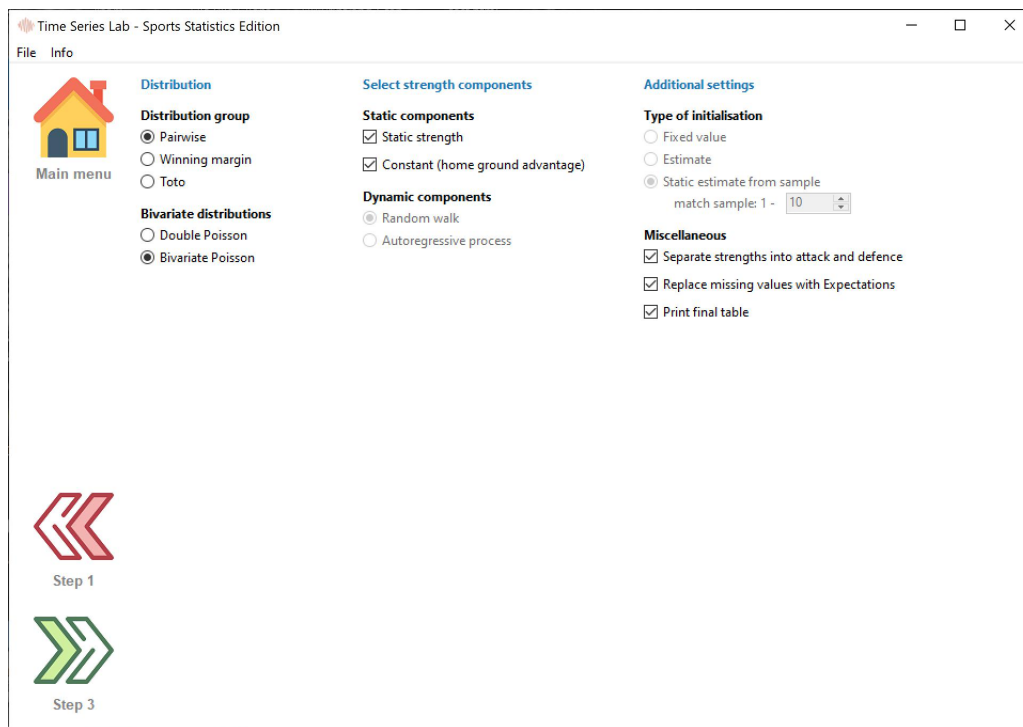 Time Series Lab - Sports Statistics Edition
File Info
Main menu
Distribution
Distribution group
Pairwise
Winning margin
Toto
Bivariate distributions
Double Poisson
Bivariate Poisson
Select strength components
Static components
Static strength
Constant (home ground advantage)
Dynamic components
Random walk
Autoregressive process
Additional settings
Type of initialisation
Fixed value
Estimate
Static estimate from sample
match sample: 1 - 10
Miscellaneous
Separate strengths into attack and defence
Replace missing values with Expectations
Print final table
Step 1
Step 3